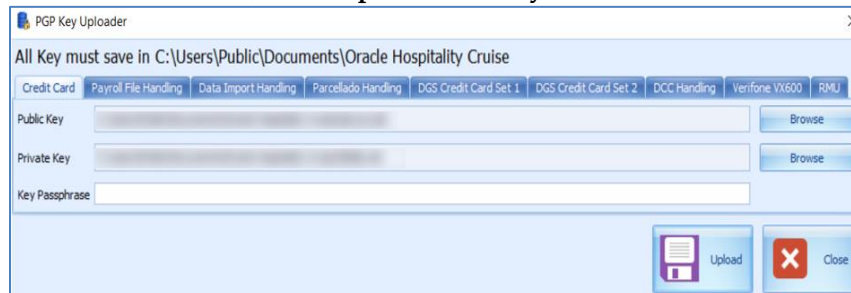 PGP Key Uploader
All Key must save in C:\Users\Public\Documents\Oracle Hospitality Cruise
Credit Card Payroll File Handling Data Import Handling Parcellado Handling DGS Credit Card Set 1 DGS Credit Card Set 2 DCC Handling Verifone VX600 RMU
Public Key Browse
Private Key Browse
Key Passphrase
Upload Close